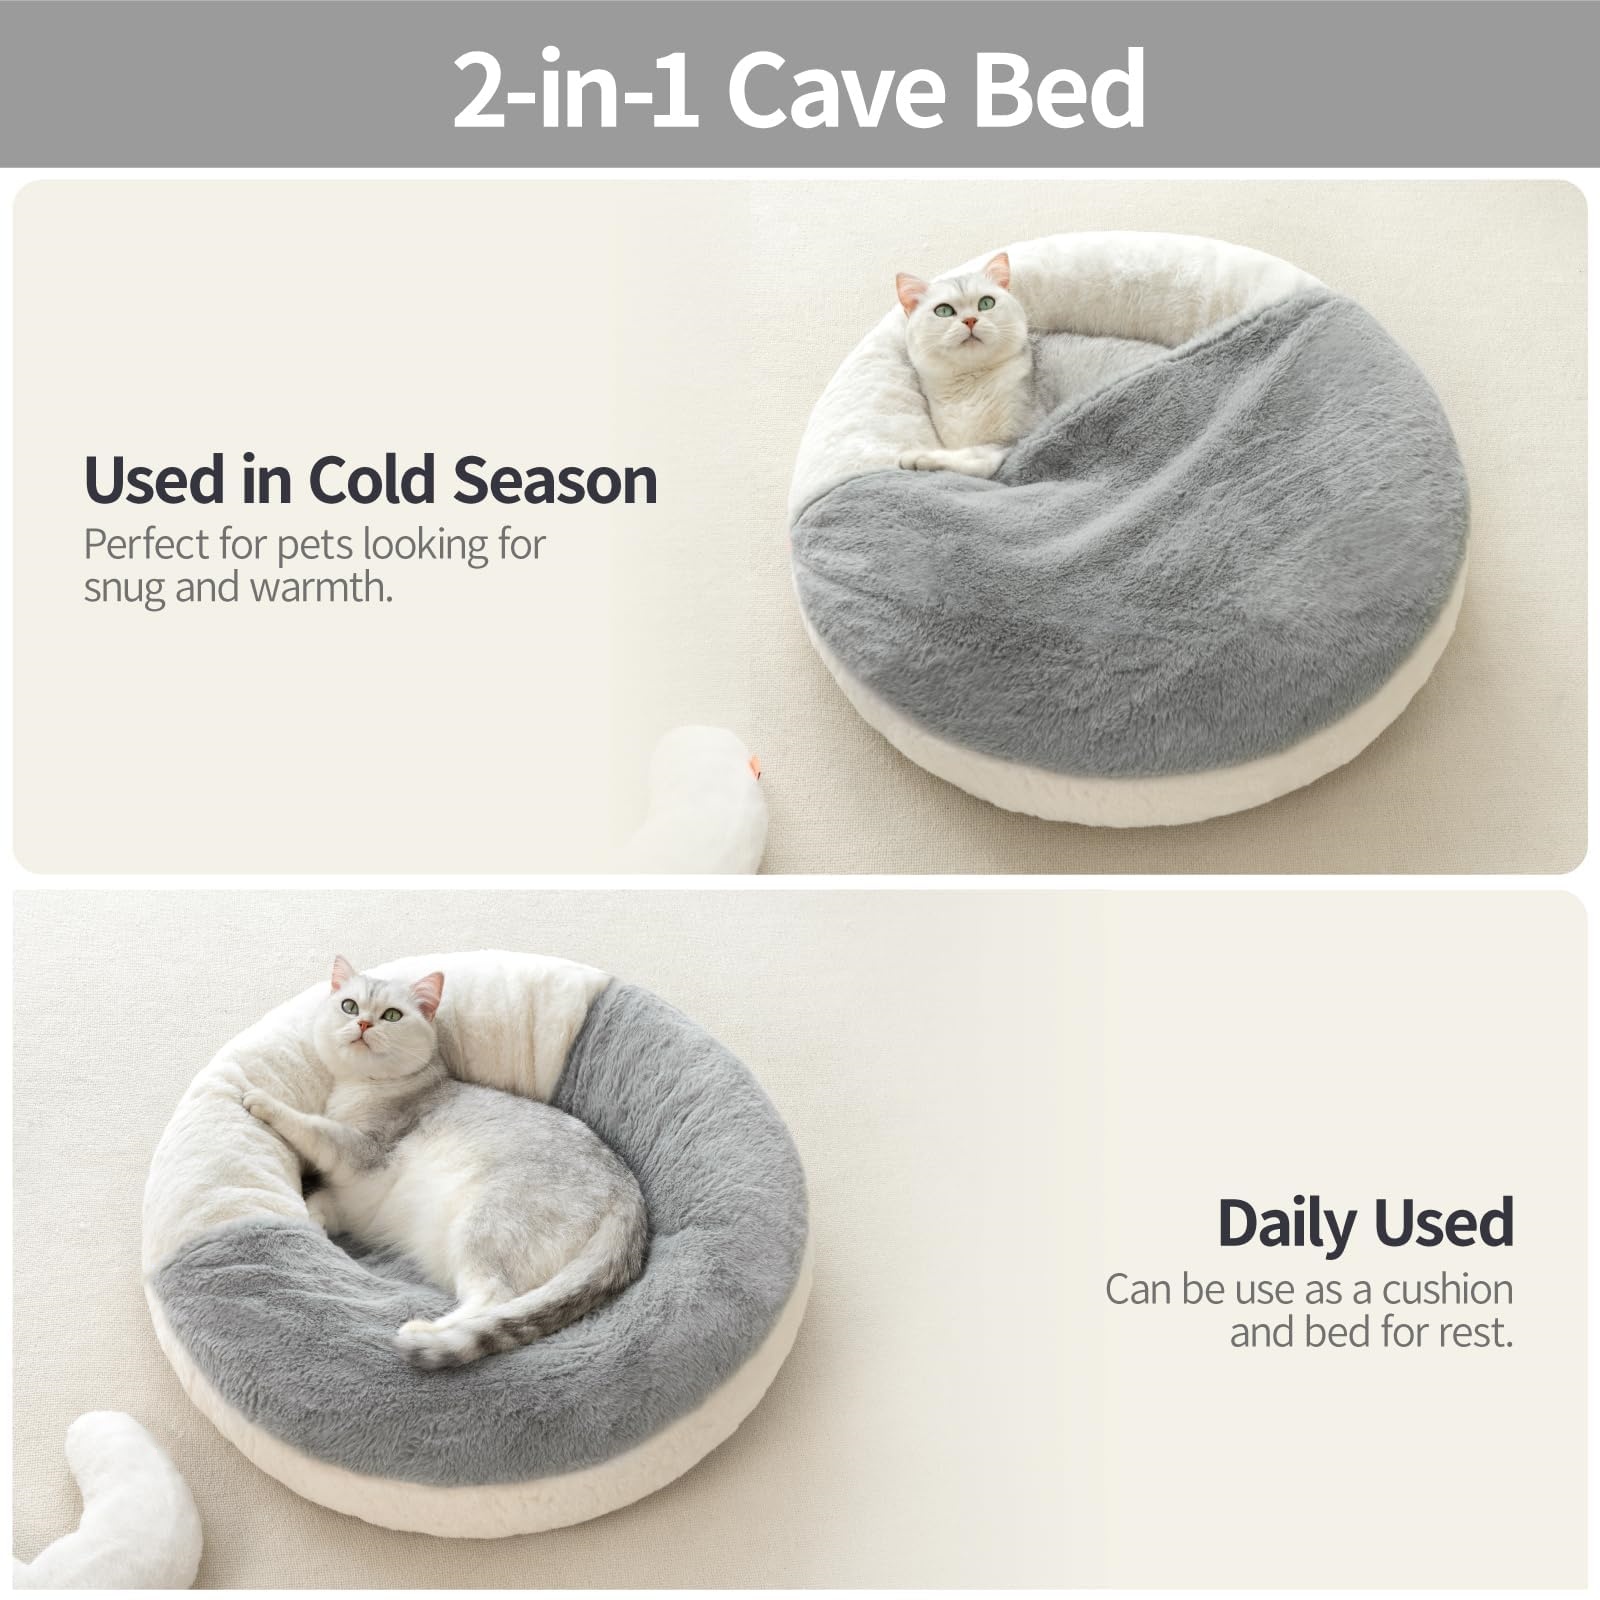 2-in-1 Cave Bed
Used in Cold Season
Perfect for pets looking for
snug and warmth.
Daily Used
Can be use as a cushion
and bed for rest.